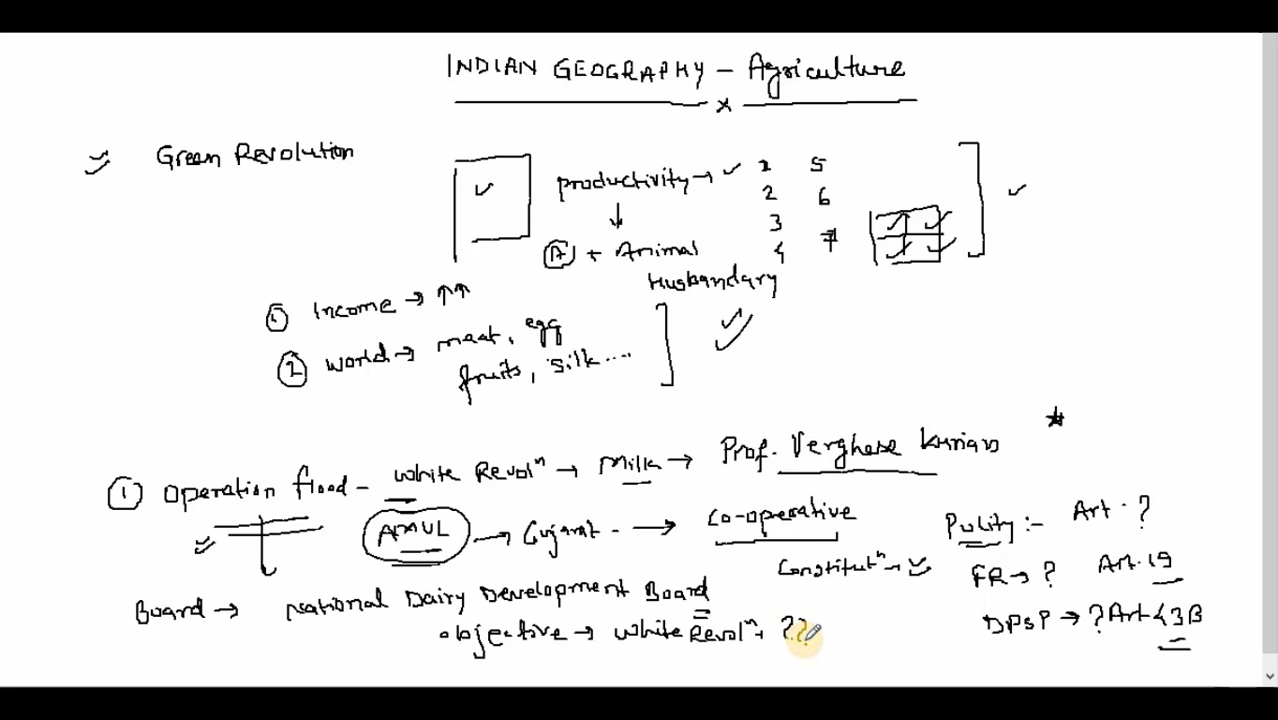 INDIAN GEOGRAPHY - Agriculture
Green Revolution
productivity → 1 5
2 6
3 7
(A) + Animal 4
Husbandary
① Income → ↑↑
② World → meat, egg
fruits, silk ....
① Operation flood - White Revolⁿ → Milk → Prof. Verghese Kurian
AMUL → Gujarat - → Co-operative
Polity :- Art. ?
Constitutⁿ →
FR → ? Art. 19
Board → National Dairy Development Board
DPSP → ? Art 43B
objective → White Revolⁿ. ??